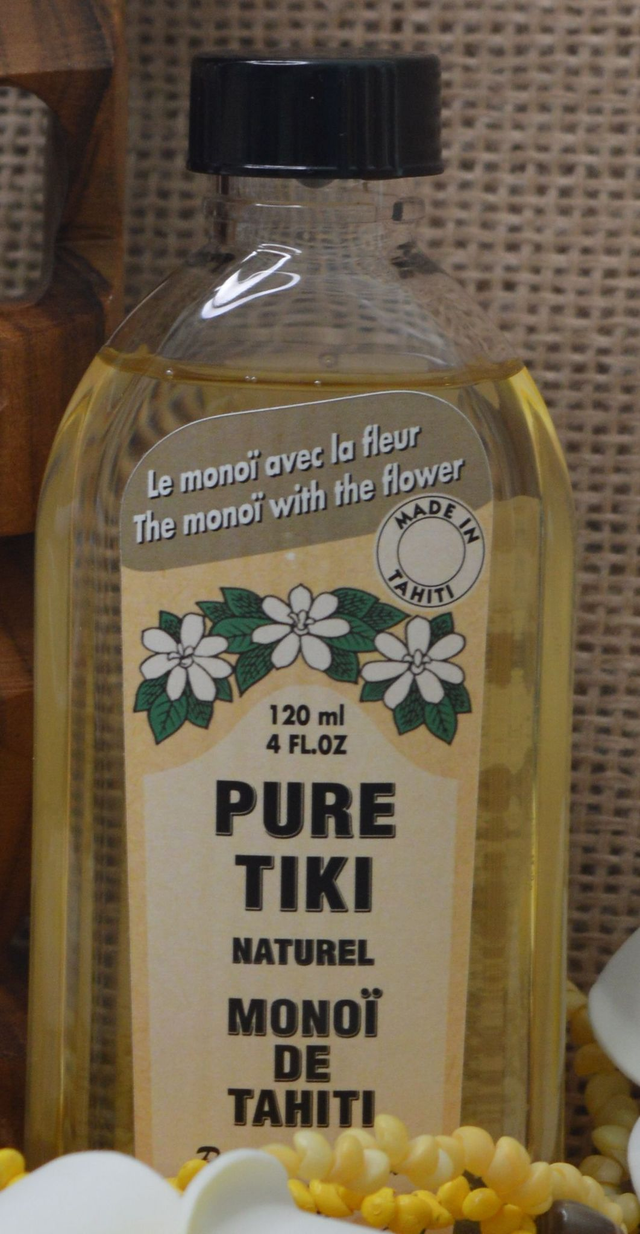 Le monoï avec la fleur
The monoï with the flower
MADE IN
TAHITI
120 ml
4 FL.OZ
PURE
TIKI
NATUREL
MONOÏ
DE
TAHITI